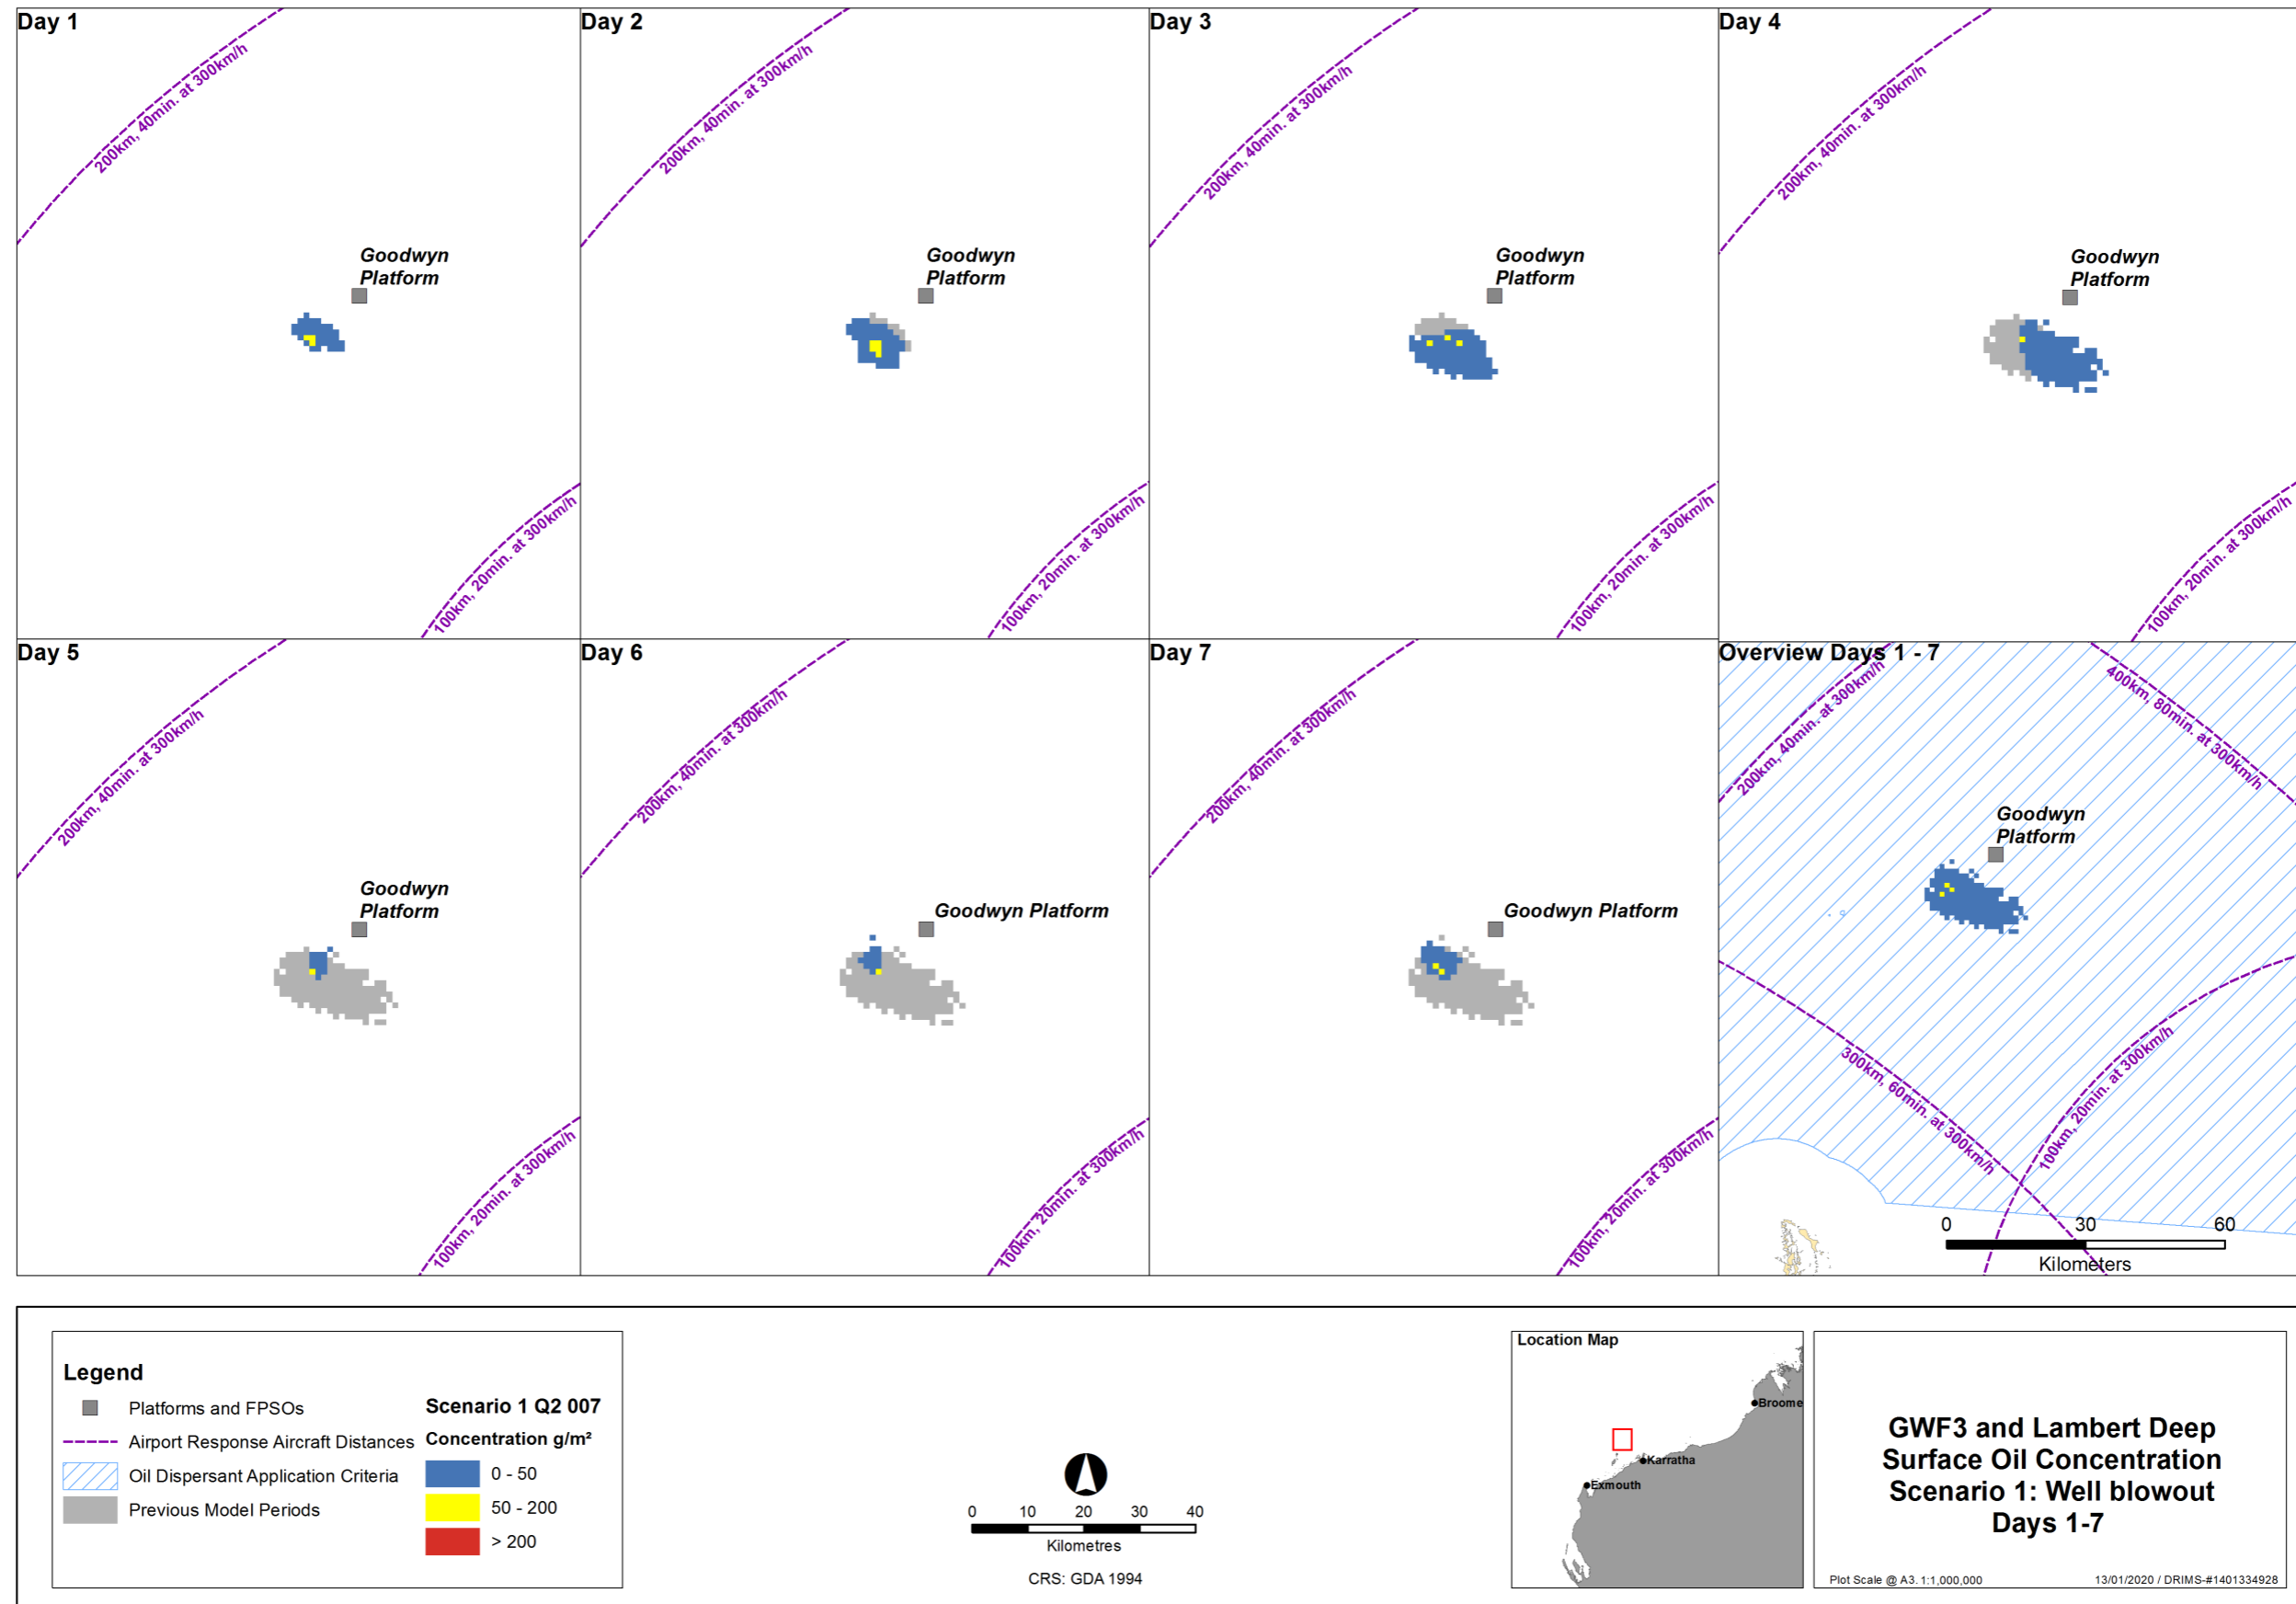 Day 1
200km, 40min. at 300km/h
Goodwyn
Platform
100km, 20min. at 300km/h
Day 2
200km, 40min. at 300km/h
Goodwyn
Platform
100km, 20min. at 300km/h
Day 3
200km, 40min. at 300km/h
Goodwyn
Platform
100km, 20min. at 300km/h
Day 4
200km, 40min. at 300km/h
Goodwyn
Platform
100km, 20min. at 300km/h
Day 5
200km, 40min. at 300km/h
Goodwyn
Platform
100km, 20min. at 300km/h
Day 6
200km, 40min. at 300km/h
Goodwyn Platform
100km, 20min. at 300km/h
Day 7
200km, 40min. at 300km/h
Goodwyn Platform
100km, 20min. at 300km/h
Overview Days 1 - 7
200km, 40min. at 300km/h
400km, 80min. at 300km/h
Goodwyn
Platform
300km, 60min. at 300km/h
100km, 20min. at 300km/h
0 30 60
Kilometers
Legend
Platforms and FPSOs
Airport Response Aircraft Distances
Oil Dispersant Application Criteria
Previous Model Periods
Scenario 1 Q2 007
Concentration g/m²
0 - 50
50 - 200
> 200
0 10 20 30 40
Kilometres
CRS: GDA 1994
Location Map
Broome
Karratha
Exmouth
GWF3 and Lambert Deep
Surface Oil Concentration
Scenario 1: Well blowout
Days 1-7
Plot Scale @ A3. 1:1,000,000
13/01/2020 / DRIMS-#1401334928